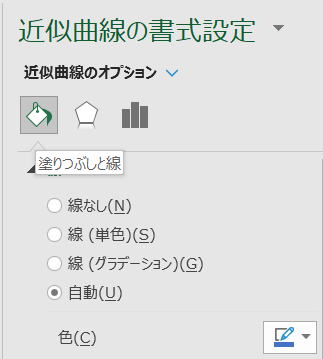 近似曲線の書式設定
近似曲線のオプション
塗りつぶしと線
線なし(N)
線 (単色)(S)
線 (グラデーション)(G)
自動(U)
色(C)